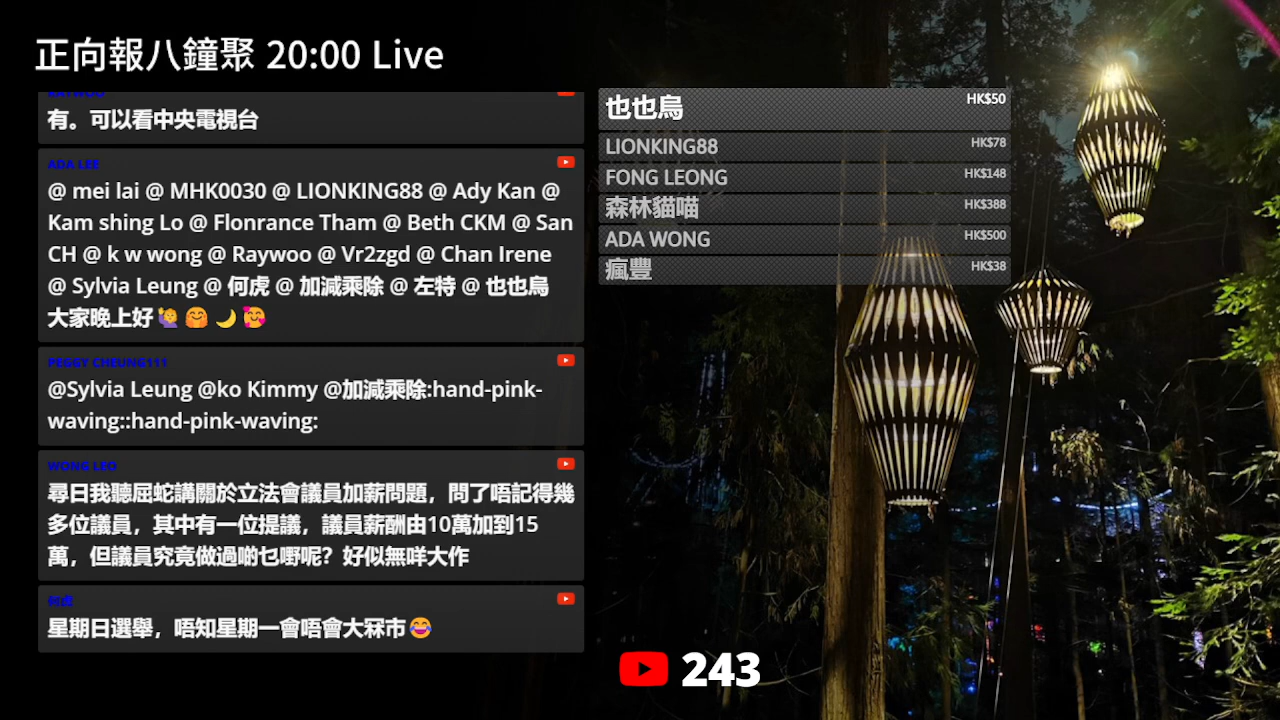 正向報八鐘聚 20:00 Live
有。可以看中央電視台
ADA LEE
@ mei lai @ MHK0030 @ LIONKING88 @ Ady Kan @
Kam shing Lo @ Flonrance Tham @ Beth CKM @ San
CH @ k w wong @ Raywoo @ Vr2zgd @ Chan Irene
@ Sylvia Leung @ 何虎 @ 加減乘除 @ 左特 @ 也也烏
大家晚上好🙋🤗🌙🥰
PEGGY CHEUNG111
@Sylvia Leung @ko Kimmy @加減乘除:hand-pink-
waving::hand-pink-waving:
WONG LEO
尋日我聽屈蛇講關於立法會議員加薪問題，問了唔記得幾
多位議員，其中有一位提議，議員薪酬由10萬加到15
萬，但議員究竟做過啲乜嘢呢？好似無咩大作
星期日選舉，唔知星期一會唔會大冧市😂
也也烏 HK$50
LIONKING88 HK$78
FONG LEONG HK$148
森林貓喵 HK$388
ADA WONG HK$500
瘋豐 HK$38
243